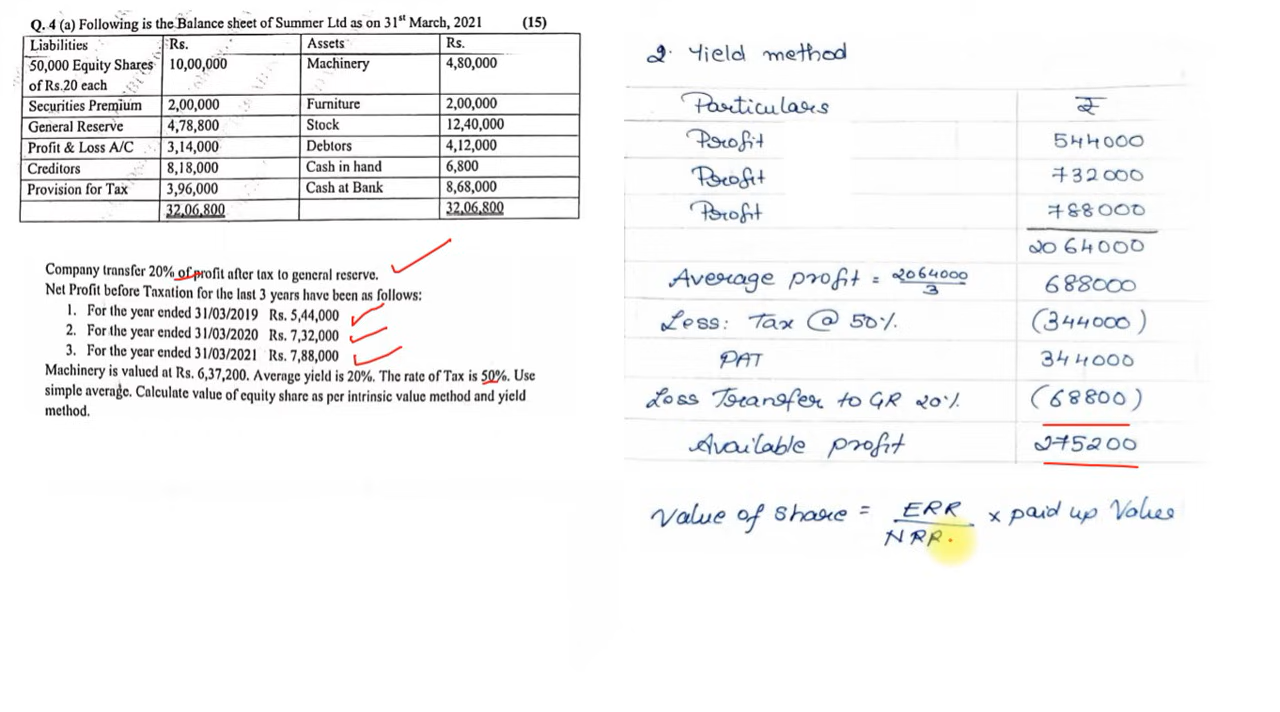 Q. 4 (a) Following is the Balance sheet of Summer Ltd as on 31st March, 2021 (15)
Liabilities Rs. Assets Rs.
50,000 Equity Shares 10,00,000 Machinery 4,80,000
of Rs.20 each
Securities Premium 2,00,000 Furniture 2,00,000
General Reserve 4,78,800 Stock 12,40,000
Profit & Loss A/C 3,14,000 Debtors 4,12,000
Creditors 8,18,000 Cash in hand 6,800
Provision for Tax 3,96,000 Cash at Bank 8,68,000
32,06,800 32,06,800
Company transfer 20% of profit after tax to general reserve.
Net Profit before Taxation for the last 3 years have been as follows:
1. For the year ended 31/03/2019 Rs. 5,44,000
2. For the year ended 31/03/2020 Rs. 7,32,000
3. For the year ended 31/03/2021 Rs. 7,88,000
Machinery is valued at Rs. 6,37,200. Average yield is 20%. The rate of Tax is 50%. Use
simple average. Calculate value of equity share as per intrinsic value method and yield
method.
2. Yield method
Particulars ₹
Profit 544000
Profit 732000
Profit 788000
2064000
Average profit = 2064000/3 688000
Less: Tax @ 50% (344000)
PAT 344000
Loss Transfer to GR 20% (68800)
Available profit 275200
Value of share = ERR/NRR. × paid up Value